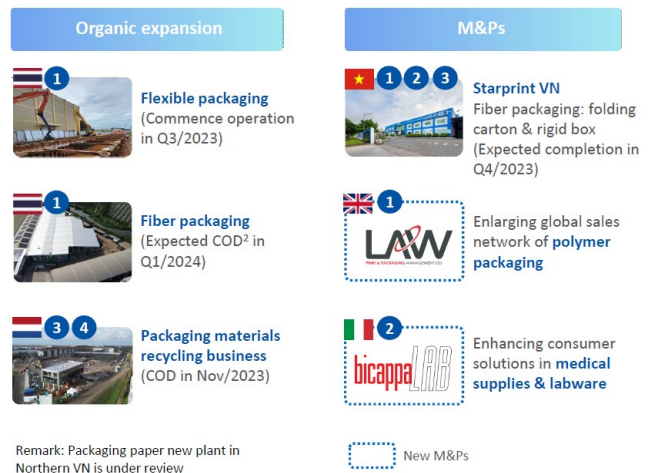 Organic expansion
1
Flexible packaging
(Commence operation
in Q3/2023)
1
Fiber packaging
(Expected COD² in
Q1/2024)
3 4
Packaging materials
recycling business
(COD in Nov/2023)
Remark: Packaging paper new plant in
Northern VN is under review
M&Ps
1 2 3
Starprint VN
Fiber packaging: folding
carton & rigid box
(Expected completion in
Q4/2023)
1
LAW
PRINT & PACKAGING MANAGEMENT LTD
Enlarging global sales
network of polymer
packaging
2
bicappaLAB
Enhancing consumer
solutions in medical
supplies & labware
New M&Ps